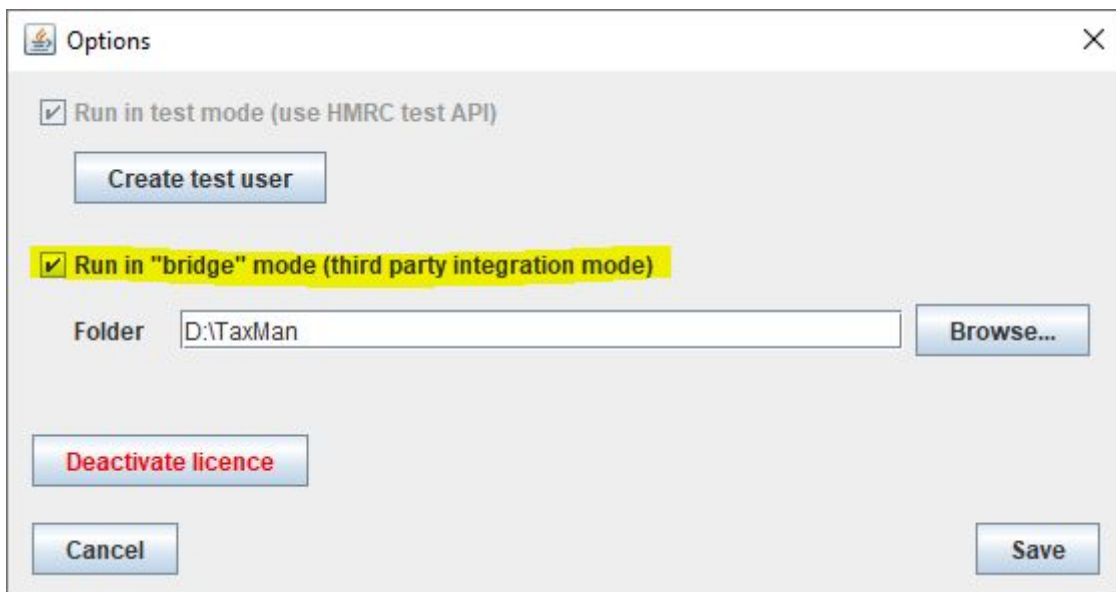 Options
Run in test mode (use HMRC test API)
Create test user
Run in "bridge" mode (third party integration mode)
Folder D:\TaxMan Browse...
Deactivate licence
Cancel Save